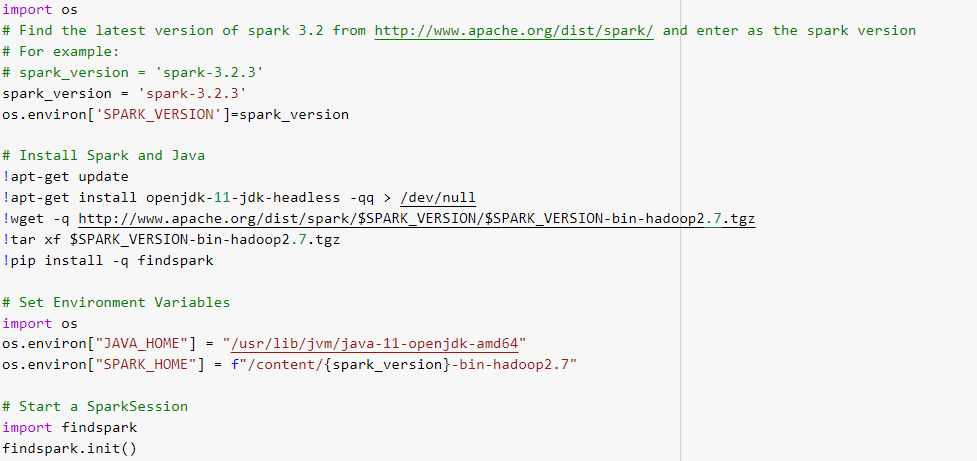 import os
# Find the latest version of spark 3.2 from http://www.apache.org/dist/spark/ and enter as the spark version
# For example:
# spark_version = 'spark-3.2.3'
spark_version = 'spark-3.2.3'
os.environ['SPARK_VERSION']=spark_version

# Install Spark and Java
!apt-get update
!apt-get install openjdk-11-jdk-headless -qq > /dev/null
!wget -q http://www.apache.org/dist/spark/$SPARK_VERSION/$SPARK_VERSION-bin-hadoop2.7.tgz
!tar xf $SPARK_VERSION-bin-hadoop2.7.tgz
!pip install -q findspark

# Set Environment Variables
import os
os.environ["JAVA_HOME"] = "/usr/lib/jvm/java-11-openjdk-amd64"
os.environ["SPARK_HOME"] = f"/content/{spark_version}-bin-hadoop2.7"

# Start a SparkSession
import findspark
findspark.init()